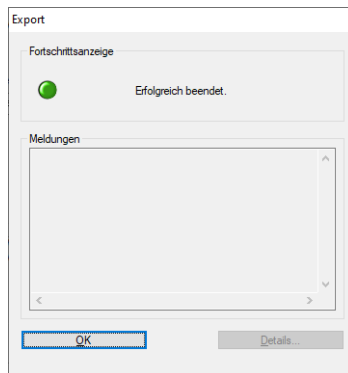 Export
Fortschrittsanzeige
Erfolgreich beendet.
Meldungen
OK
Details...